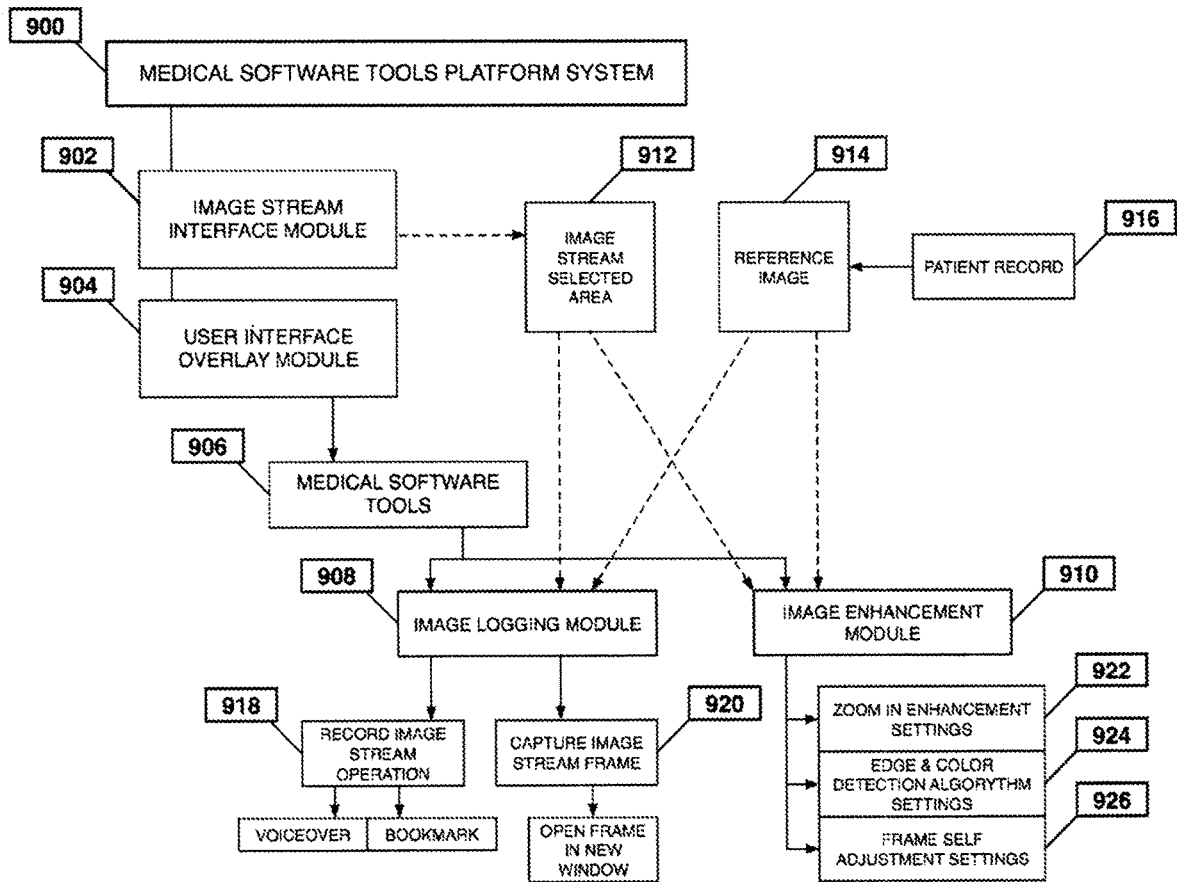 900
MEDICAL SOFTWARE TOOLS PLATFORM SYSTEM
902
IMAGE STREAM
INTERFACE MODULE
904
USER INTERFACE
OVERLAY MODULE
912
IMAGE
STREAM
SELECTED
AREA
914
REFERENCE
IMAGE
916
PATIENT RECORD
906
MEDICAL SOFTWARE
TOOLS
908
IMAGE LOGGING MODULE
910
IMAGE ENHANCEMENT
MODULE
918
RECORD IMAGE
STREAM
OPERATION
VOICEOVER
BOOKMARK
920
CAPTURE IMAGE
STREAM FRAME
OPEN FRAME
IN NEW
WINDOW
922
ZOOM IN ENHANCEMENT
SETTINGS
924
EDGE & COLOR
DETECTION ALGORYTHM
SETTINGS
926
FRAME SELF
ADJUSTMENT SETTINGS